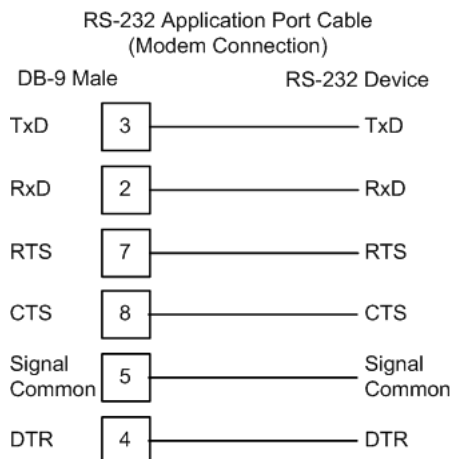 RS-232 Application Port Cable
(Modem Connection)
DB-9 Male RS-232 Device
TxD 3 TxD
RxD 2 RxD
RTS 7 RTS
CTS 8 CTS
Signal Common 5 Signal Common
DTR 4 DTR